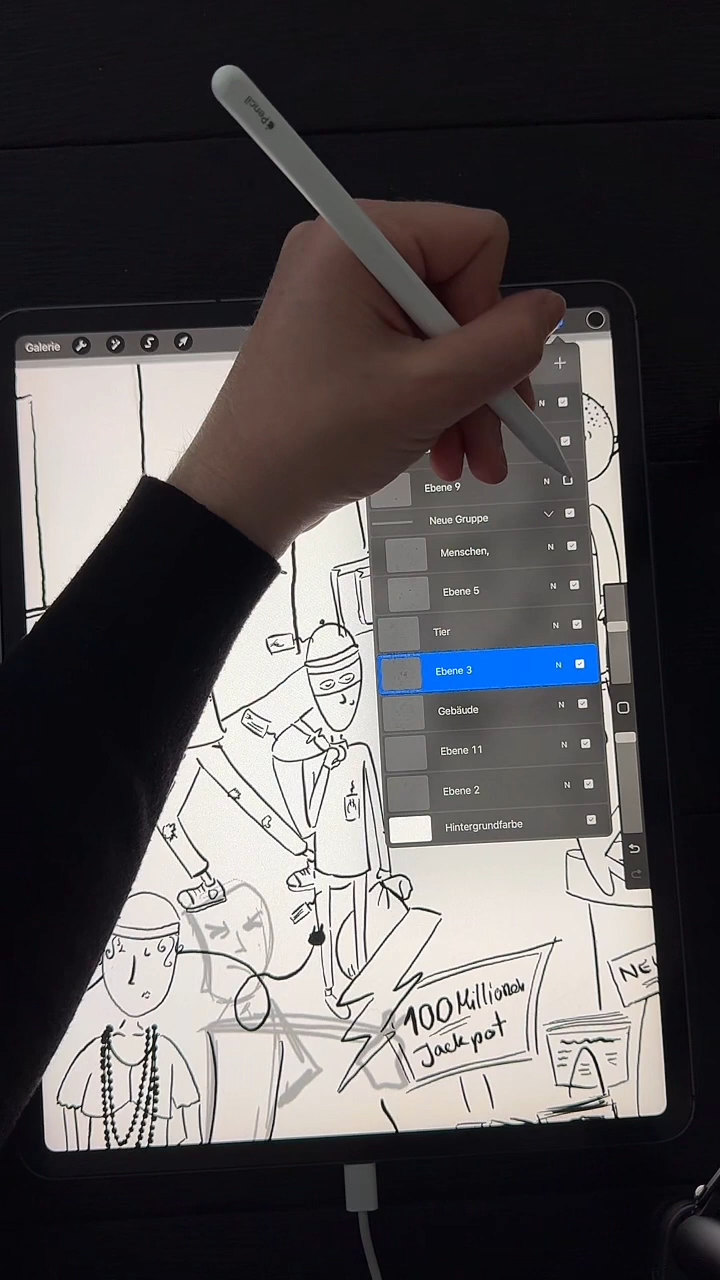 Pencil
Galerie
N
Ebene 9 N
Neue Gruppe
Menschen, N
Ebene 5 N
Tier N
Ebene 3 N
Gebäude N
Ebene 11 N
Ebene 2 N
Hintergrundfarbe
100 Millionen
Jackpot